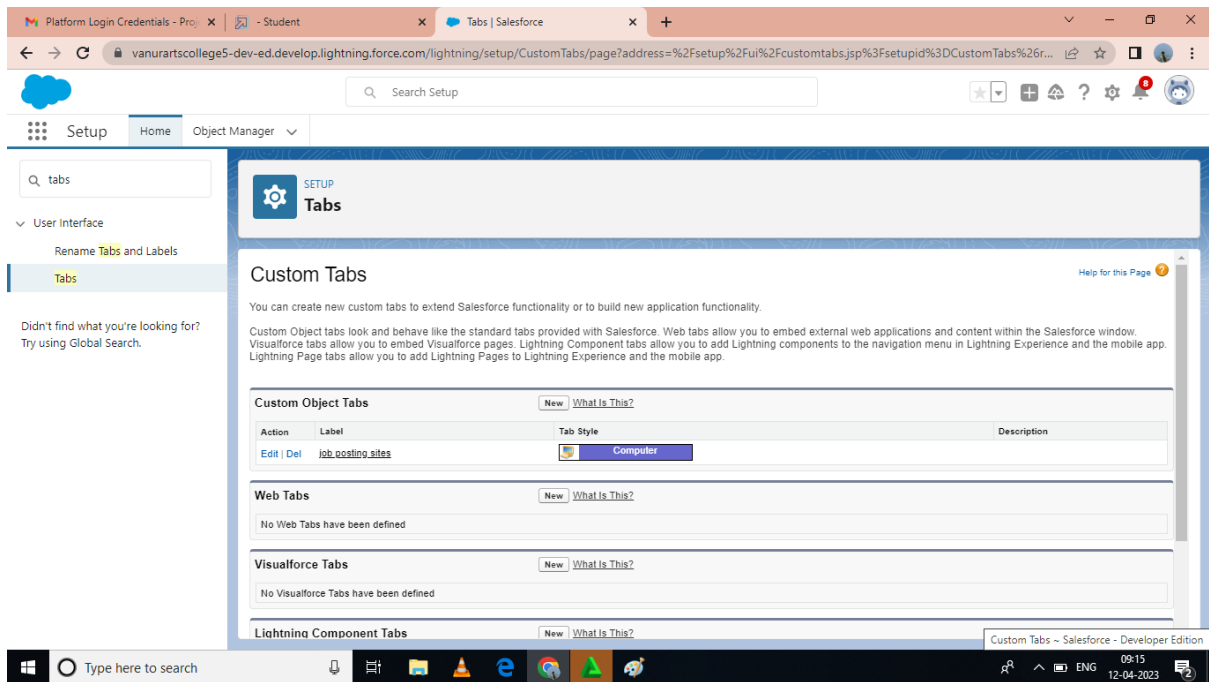 Platform Login Credentials - Proj
- Student
Tabs | Salesforce
vanurartscollege5-dev-ed.develop.lightning.force.com/lightning/setup/CustomTabs/page?address=%2Fsetup%2Fui%2Fcustomtabs.jsp%3Fsetupid%3DCustomTabs%26r...
Search Setup
8
Setup
Home
Object Manager
tabs
User Interface
Rename Tabs and Labels
Tabs
Didn't find what you're looking for?
Try using Global Search.
SETUP
Tabs
Custom Tabs
Help for this Page
You can create new custom tabs to extend Salesforce functionality or to build new application functionality.
Custom Object tabs look and behave like the standard tabs provided with Salesforce. Web tabs allow you to embed external web applications and content within the Salesforce window.
Visualforce tabs allow you to embed Visualforce pages. Lightning Component tabs allow you to add Lightning components to the navigation menu in Lightning Experience and the mobile app.
Lightning Page tabs allow you to add Lightning Pages to Lightning Experience and the mobile app.
Custom Object Tabs New What Is This?
Action Label Tab Style Description
Edit | Del job posting sites Computer
Web Tabs New What Is This?
No Web Tabs have been defined
Visualforce Tabs New What Is This?
No Visualforce Tabs have been defined
Lightning Component Tabs New What Is This?
Custom Tabs ~ Salesforce - Developer Edition
Type here to search
ENG
09:15
12-04-2023
2